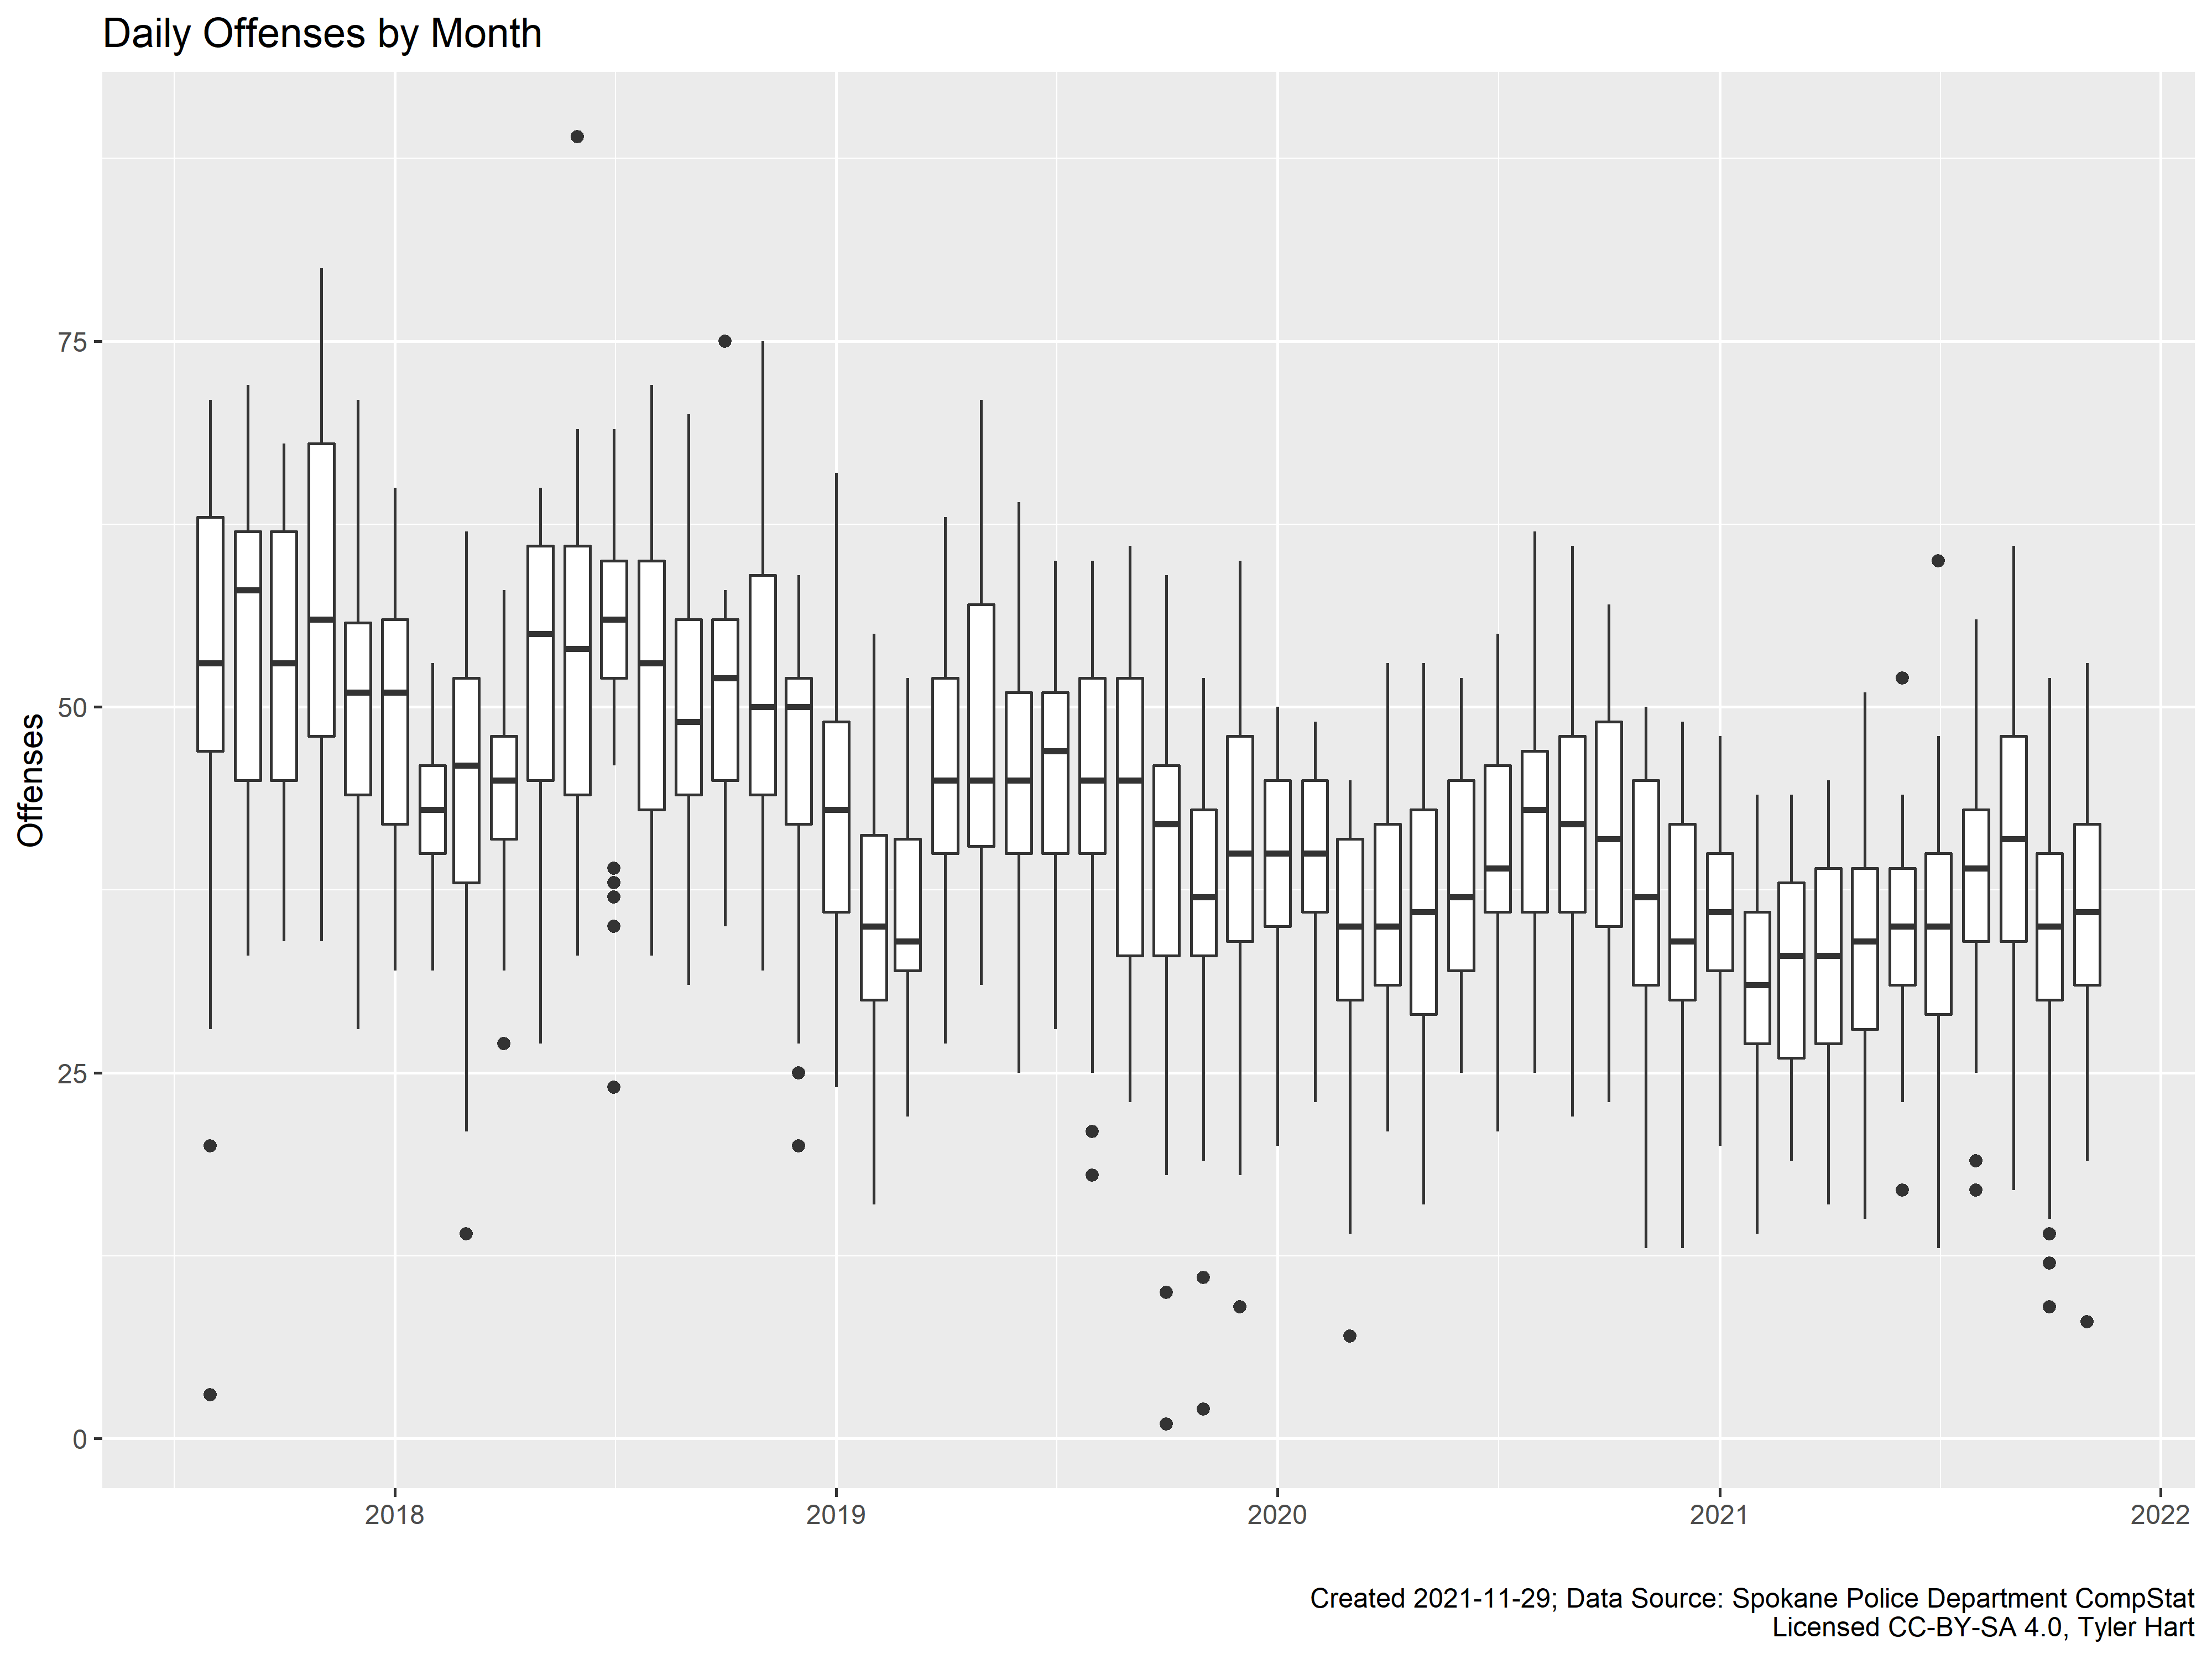 Daily Offenses by Month
75
50
25
0
Offenses
2018 2019 2020 2021 2022
Created 2021-11-29; Data Source: Spokane Police Department CompStat
Licensed CC-BY-SA 4.0, Tyler Hart